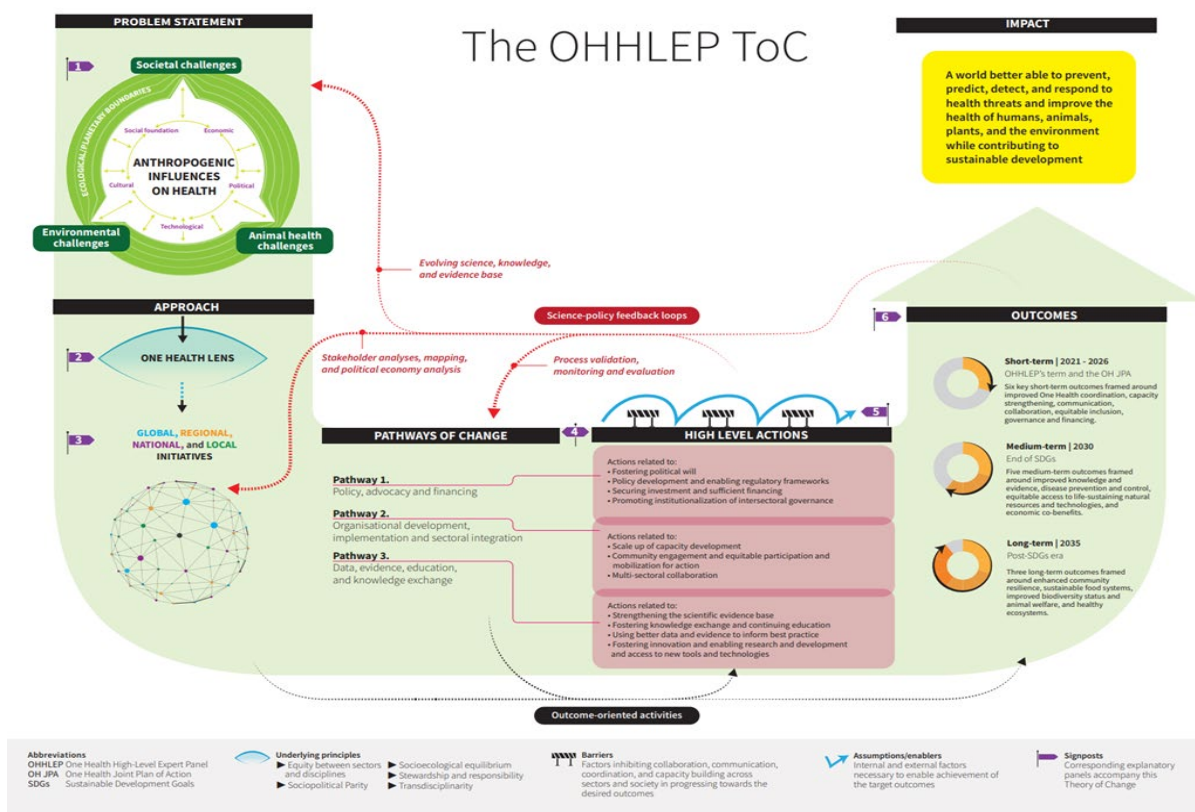 The OHHLEP ToC
PROBLEM STATEMENT
1
Societal challenges
ECOLOGICAL/PLANETARY BOUNDARIES
Social foundation
Economic
ANTHROPOGENIC
INFLUENCES
ON HEALTH
Cultural
Political
Technological
Environmental
challenges
Animal health
challenges
APPROACH
2
ONE HEALTH LENS
3
GLOBAL, REGIONAL,
NATIONAL, and LOCAL
INITIATIVES
Evolving science, knowledge,
and evidence base
Science-policy feedback loops
Stakeholder analyses, mapping,
and political economy analysis
Process validation,
monitoring and evaluation
PATHWAYS OF CHANGE
4
Pathway 1.
Policy, advocacy and financing
Pathway 2.
Organisational development,
implementation and sectoral integration
Pathway 3.
Data, evidence, education,
and knowledge exchange
5
HIGH LEVEL ACTIONS
Actions related to:
• Fostering political will
• Policy development and enabling regulatory frameworks
• Securing investment and sufficient financing
• Promoting institutionalization of intersectoral governance
Actions related to:
• Scale up of capacity development
• Community engagement and equitable participation and
mobilization for action
• Multi-sectoral collaboration
Actions related to:
• Strengthening the scientific evidence base
• Fostering knowledge exchange and continuing education
• Using better data and evidence to inform best practice
• Fostering innovation and enabling research and development
and access to new tools and technologies
Outcome-oriented activities
IMPACT
A world better able to prevent,
predict, detect, and respond to
health threats and improve the
health of humans, animals,
plants, and the environment
while contributing to
sustainable development
6
OUTCOMES
Short-term | 2021 - 2026
OHHLEP's term and the OH JPA
Six key short-term outcomes framed around
improved One Health coordination, capacity
strengthening, communication,
collaboration, equitable inclusion,
governance and financing.
Medium-term | 2030
End of SDGs
Five medium-term outcomes framed
around improved knowledge and
evidence, disease prevention and control,
equitable access to life-sustaining natural
resources and technologies, and
economic co-benefits.
Long-term | 2035
Post-SDGs era
Three long-term outcomes framed
around enhanced community
resilience, sustainable food systems,
improved biodiversity status and
animal welfare, and healthy
ecosystems.
Abbreviations
OHHLEP One Health High-Level Expert Panel
OH JPA One Health Joint Plan of Action
SDGs Sustainable Development Goals
Underlying principles
Equity between sectors
and disciplines
Sociopolitical Parity
Socioecological equilibrium
Stewardship and responsibility
Transdisciplinarity
Barriers
Factors inhibiting collaboration, communication,
coordination, and capacity building across
sectors and society in progressing towards the
desired outcomes
Assumptions/enablers
Internal and external factors
necessary to enable achievement of
the target outcomes
Signposts
Corresponding explanatory
panels accompany this
Theory of Change